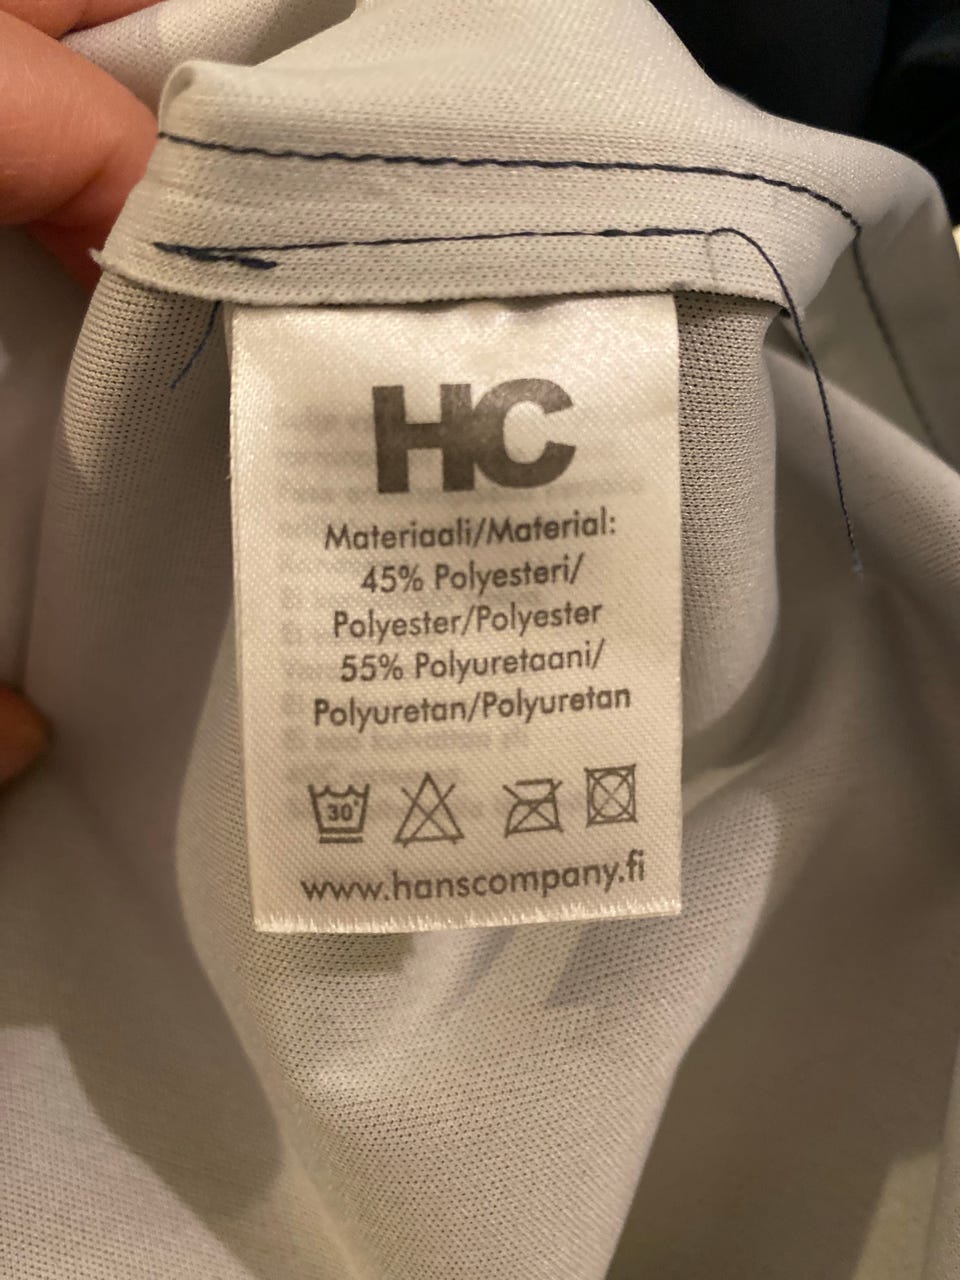 HC
Materiaali/Material:
45% Polyesteri/
Polyester/Polyester
55% Polyuretaani/
Polyuretan/Polyuretan
30°
www.hanscompany.fi